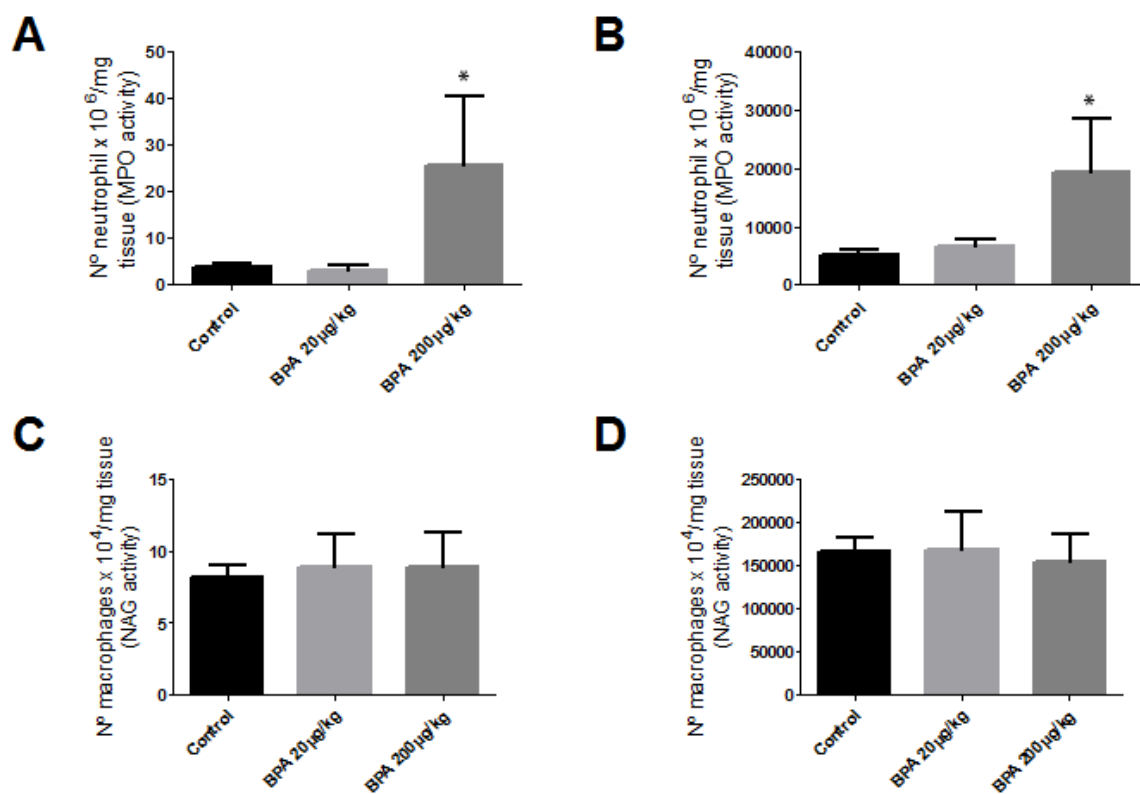 A
Nº neutrophil x 10⁶/mg
tissue (MPO activity)
50
40
30
20
10
0
*
Control
BPA 20µg/kg
BPA 200µg/kg
B
Nº neutrophil x 10⁶/mg
tissue (MPO activity)
40000
30000
20000
10000
0
*
Control
BPA 20µg/kg
BPA 200µg/kg
C
Nº macrophages x 10⁴/mg tissue
(NAG activity)
15
10
5
0
Control
BPA 20µg/kg
BPA 200µg/kg
D
Nº macrophages x 10⁴/mg tissue
(NAG activity)
250000
200000
150000
100000
50000
0
Control
BPA 20µg/kg
BPA 200µg/kg